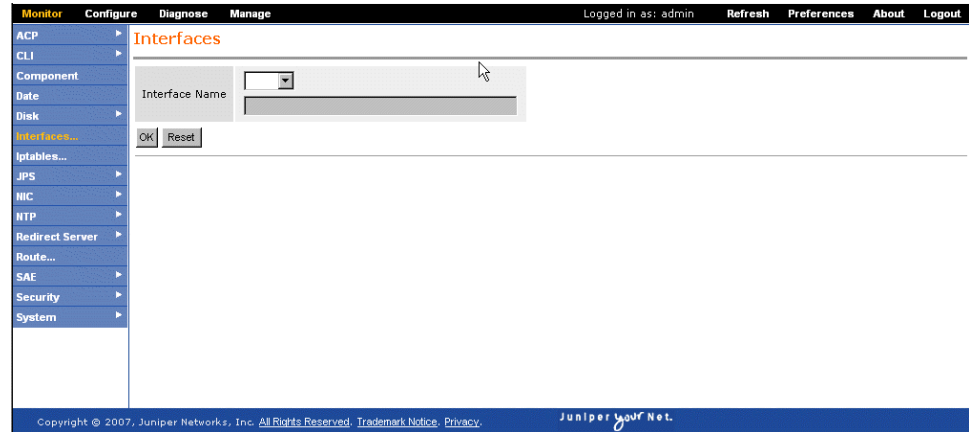 Monitor Configure Diagnose Manage Logged in as: admin Refresh Preferences About Logout
ACP
CLI
Component
Date
Disk
Interfaces...
Iptables...
JPS
NIC
NTP
Redirect Server
Route...
SAE
Security
System
Interfaces
Interface Name
OK Reset
Copyright © 2007, Juniper Networks, Inc. All Rights Reserved. Trademark Notice. Privacy.
Juniper your Net.